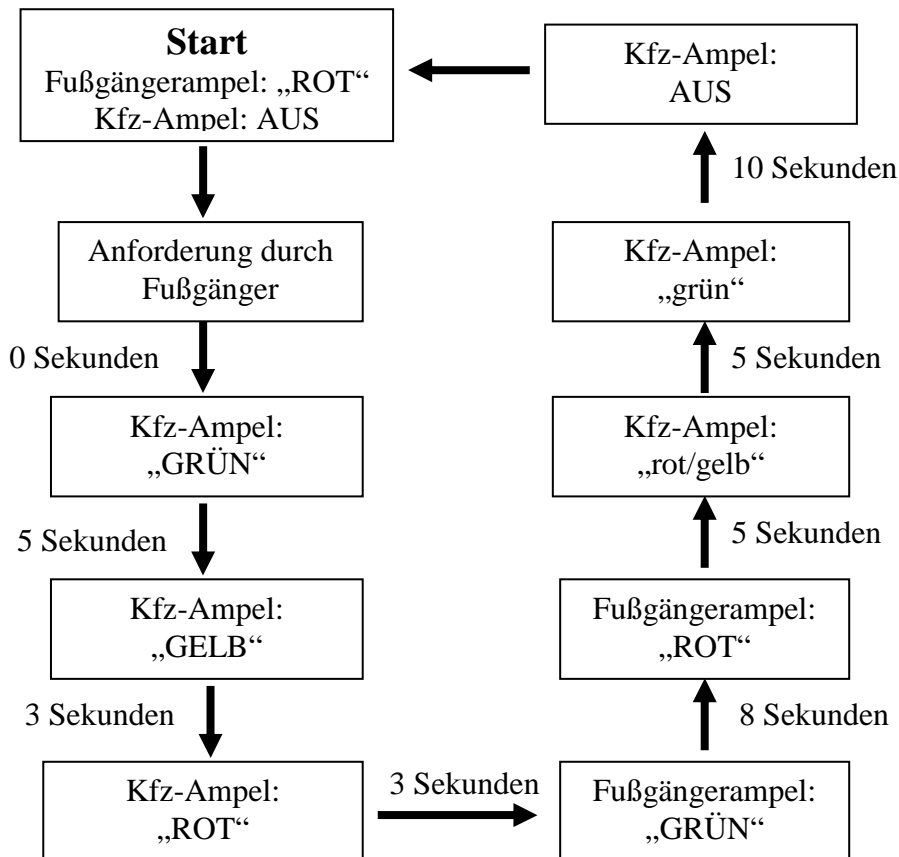 Start
Fußgängerampel: „ROT“
Kfz-Ampel: AUS
Anforderung durch
Fußgänger
0 Sekunden
Kfz-Ampel:
„GRÜN“
5 Sekunden
Kfz-Ampel:
„GELB“
3 Sekunden
Kfz-Ampel:
„ROT“
3 Sekunden
Fußgängerampel:
„GRÜN“
8 Sekunden
Fußgängerampel:
„ROT“
5 Sekunden
Kfz-Ampel:
„rot/gelb“
5 Sekunden
Kfz-Ampel:
„grün“
10 Sekunden
Kfz-Ampel:
AUS